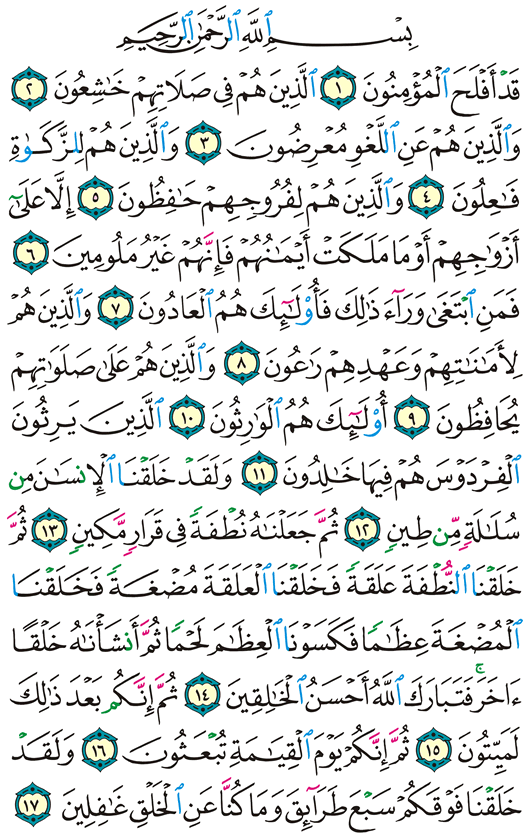 بِسْمِ ٱللَّهِ ٱلرَّحْمَٰنِ ٱلرَّحِيمِ
قَدْ أَفْلَحَ ٱلْمُؤْمِنُونَ ١ ٱلَّذِينَ هُمْ فِى صَلَاتِهِمْ خَٰشِعُونَ ٢
وَٱلَّذِينَ هُمْ عَنِ ٱللَّغْوِ مُعْرِضُونَ ٣ وَٱلَّذِينَ هُمْ لِلزَّكَوٰةِ
فَٰعِلُونَ ٤ وَٱلَّذِينَ هُمْ لِفُرُوجِهِمْ حَٰفِظُونَ ٥ إِلَّا عَلَىٰٓ
أَزْوَٰجِهِمْ أَوْ مَا مَلَكَتْ أَيْمَٰنُهُمْ فَإِنَّهُمْ غَيْرُ مَلُومِينَ ٦
فَمَنِ ٱبْتَغَىٰ وَرَآءَ ذَٰلِكَ فَأُو۟لَٰٓئِكَ هُمُ ٱلْعَادُونَ ٧ وَٱلَّذِينَ هُمْ
لِأَمَٰنَٰتِهِمْ وَعَهْدِهِمْ رَٰعُونَ ٨ وَٱلَّذِينَ هُمْ عَلَىٰ صَلَوَٰتِهِمْ
يُحَافِظُونَ ٩ أُو۟لَٰٓئِكَ هُمُ ٱلْوَٰرِثُونَ ١٠ ٱلَّذِينَ يَرِثُونَ
ٱلْفِرْدَوْسَ هُمْ فِيهَا خَٰلِدُونَ ١١ وَلَقَدْ خَلَقْنَا ٱلْإِنسَٰنَ مِن
سُلَٰلَةٍ مِّن طِينٍ ١٢ ثُمَّ جَعَلْنَٰهُ نُطْفَةً فِى قَرَارٍ مَّكِينٍ ١٣ ثُمَّ
خَلَقْنَا ٱلنُّطْفَةَ عَلَقَةً فَخَلَقْنَا ٱلْعَلَقَةَ مُضْغَةً فَخَلَقْنَا
ٱلْمُضْغَةَ عِظَٰمًا فَكَسَوْنَا ٱلْعِظَٰمَ لَحْمًا ثُمَّ أَنشَأْنَٰهُ خَلْقًا
ءَاخَرَ ۚ فَتَبَارَكَ ٱللَّهُ أَحْسَنُ ٱلْخَٰلِقِينَ ١٤ ثُمَّ إِنَّكُم بَعْدَ ذَٰلِكَ
لَمَيِّتُونَ ١٥ ثُمَّ إِنَّكُمْ يَوْمَ ٱلْقِيَٰمَةِ تُبْعَثُونَ ١٦ وَلَقَدْ
خَلَقْنَا فَوْقَكُمْ سَبْعَ طَرَآئِقَ وَمَا كُنَّا عَنِ ٱلْخَلْقِ غَٰفِلِينَ ١٧